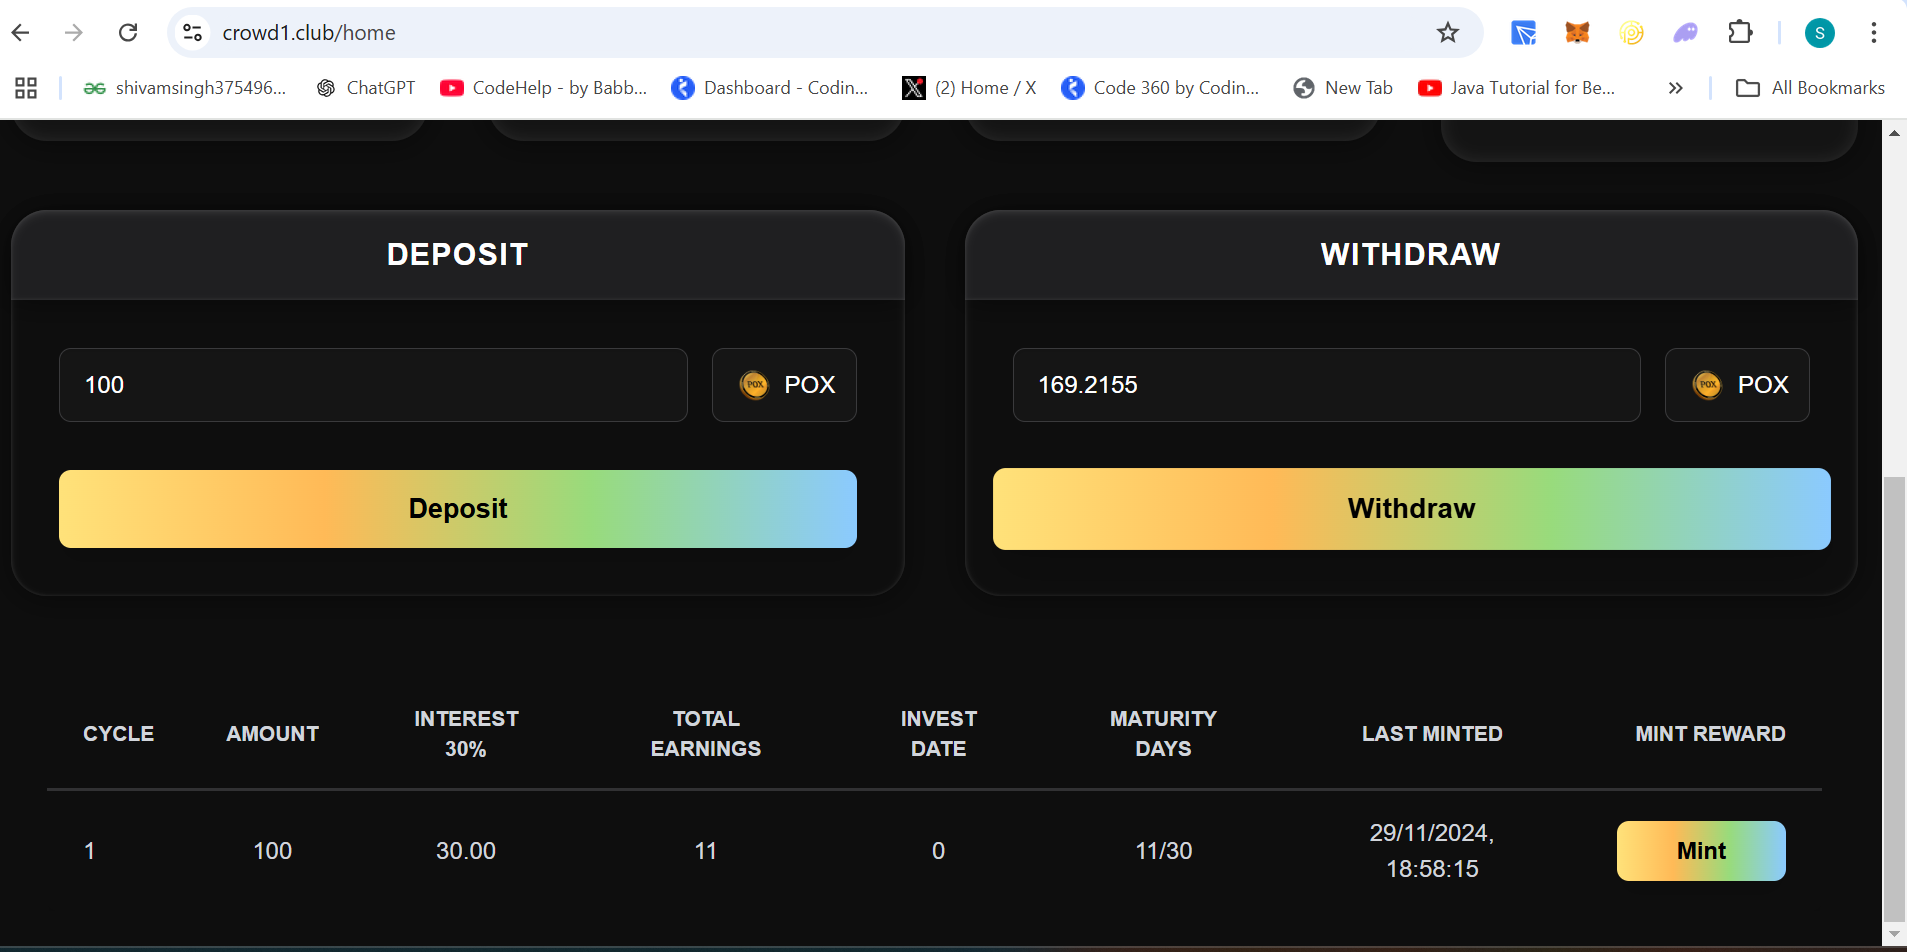 crowd1.club/home
S
shivamsingh375496...
ChatGPT
CodeHelp - by Babb...
Dashboard - Codin...
(2) Home / X
Code 360 by Codin...
New Tab
Java Tutorial for Be...
All Bookmarks
DEPOSIT
100
POX
POX
Deposit
WITHDRAW
169.2155
POX
POX
Withdraw
CYCLE AMOUNT INTEREST 30% TOTAL EARNINGS INVEST DATE MATURITY DAYS LAST MINTED MINT REWARD
1 100 30.00 11 0 11/30 29/11/2024, 18:58:15 Mint